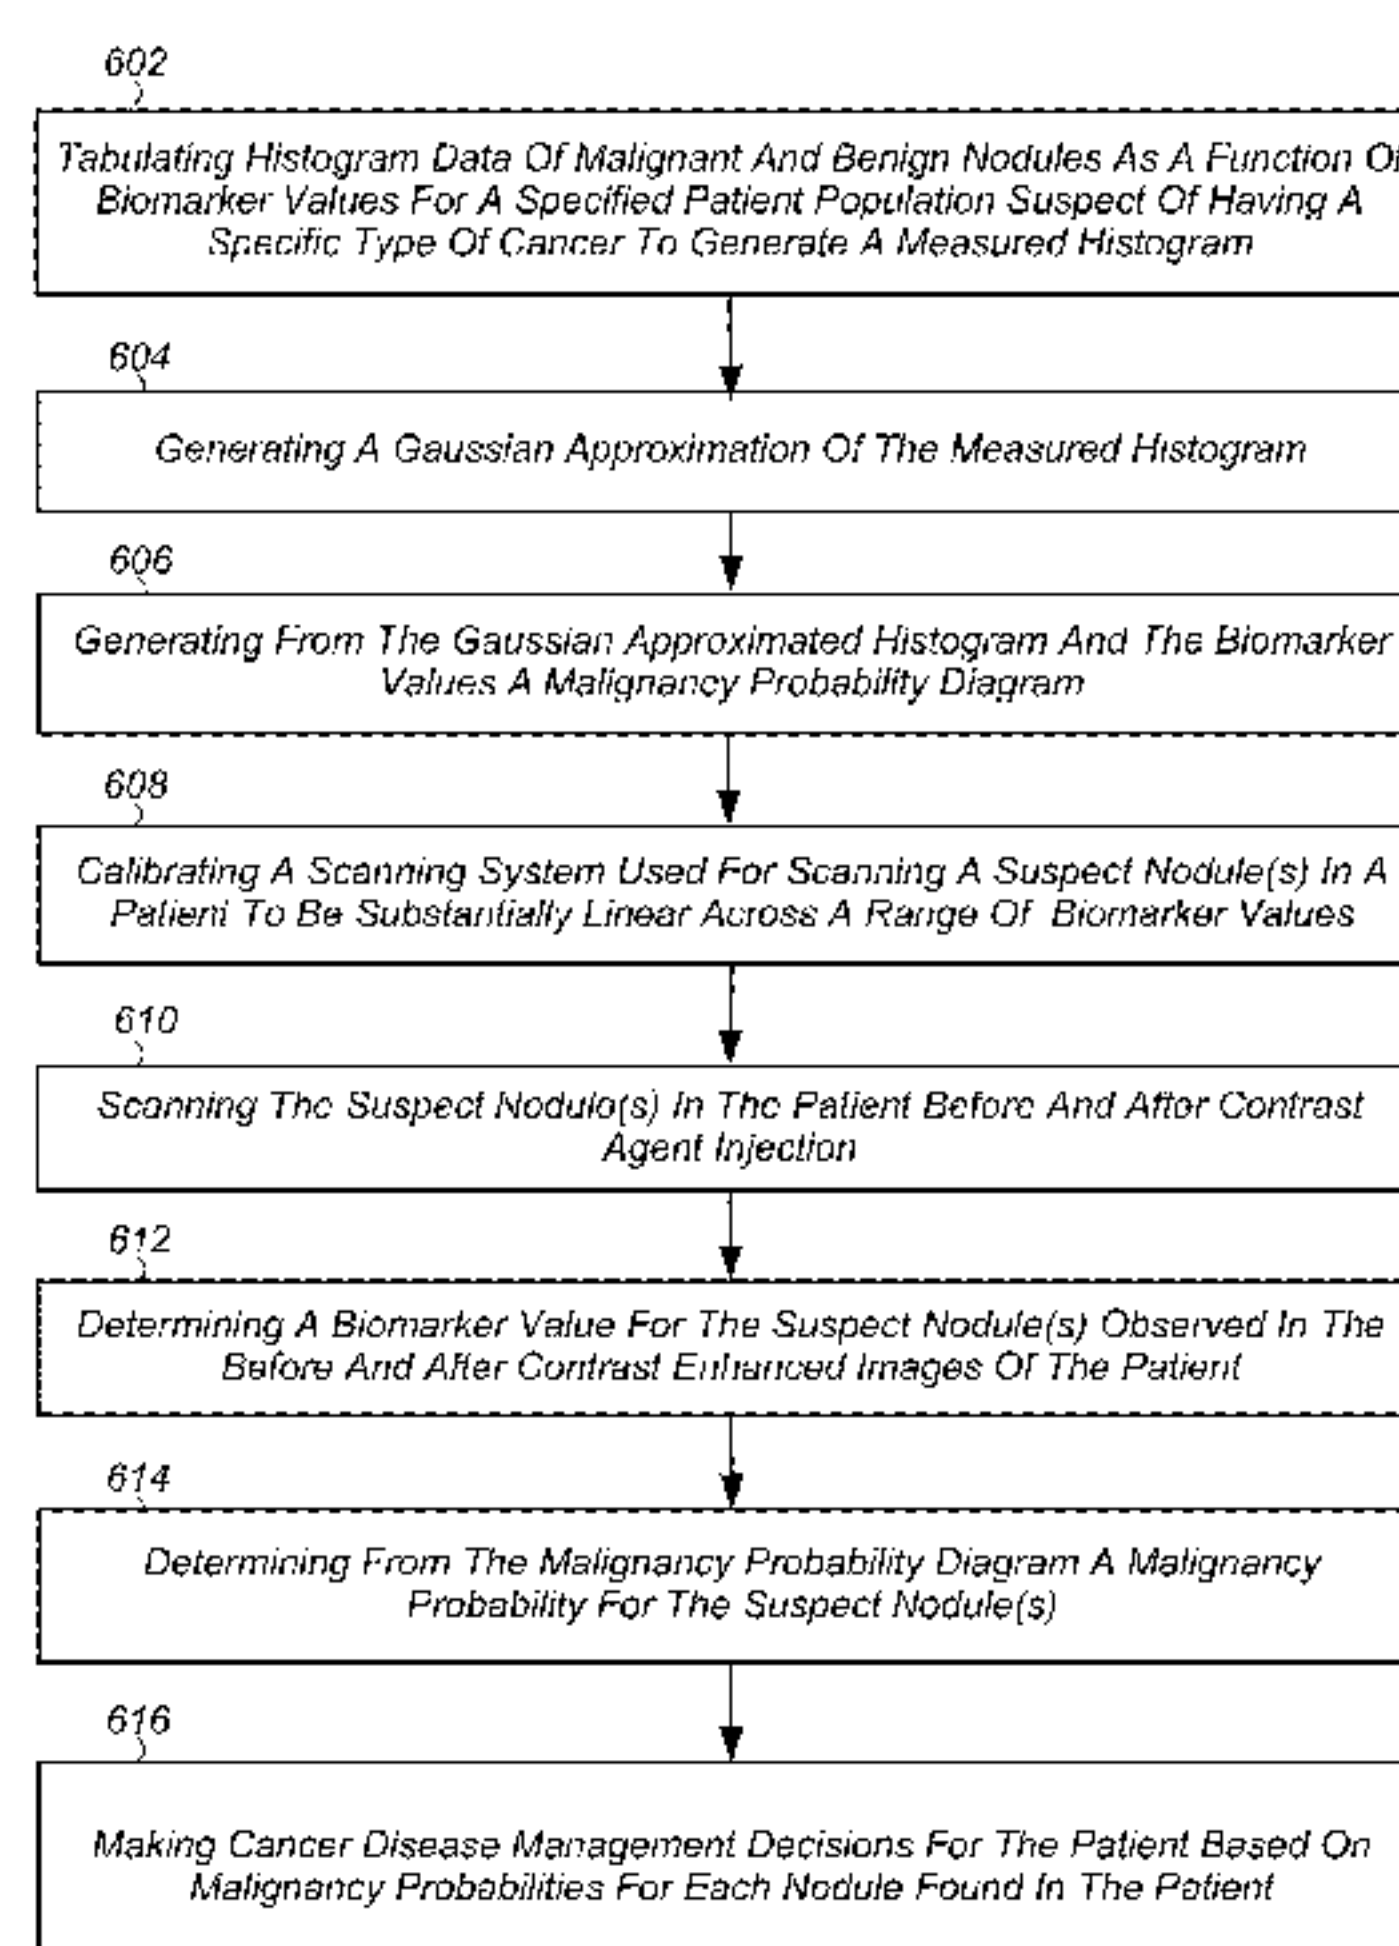 602
Tabulating Histogram Data Of Malignant And Benign Nodules As A Function Of
Biomarker Values For A Specified Patient Population Suspect Of Having A
Specific Type Of Cancer To Generate A Measured Histogram
604
Generating A Gaussian Approximation Of The Measured Histogram
606
Generating From The Gaussian Approximated Histogram And The Biomarker
Values A Malignancy Probability Diagram
608
Calibrating A Scanning System Used For Scanning A Suspect Nodule(s) In A
Patient To Be Substantially Linear Across A Range Of Biomarker Values
610
Scanning The Suspect Nodule(s) In The Patient Before And After Contrast
Agent Injection
612
Determining A Biomarker Value For The Suspect Nodule(s) Observed In The
Before And After Contrast Enhanced Images Of The Patient
614
Determining From The Malignancy Probability Diagram A Malignancy
Probability For The Suspect Nodule(s)
616
Making Cancer Disease Management Decisions For The Patient Based On
Malignancy Probabilities For Each Nodule Found In The Patient